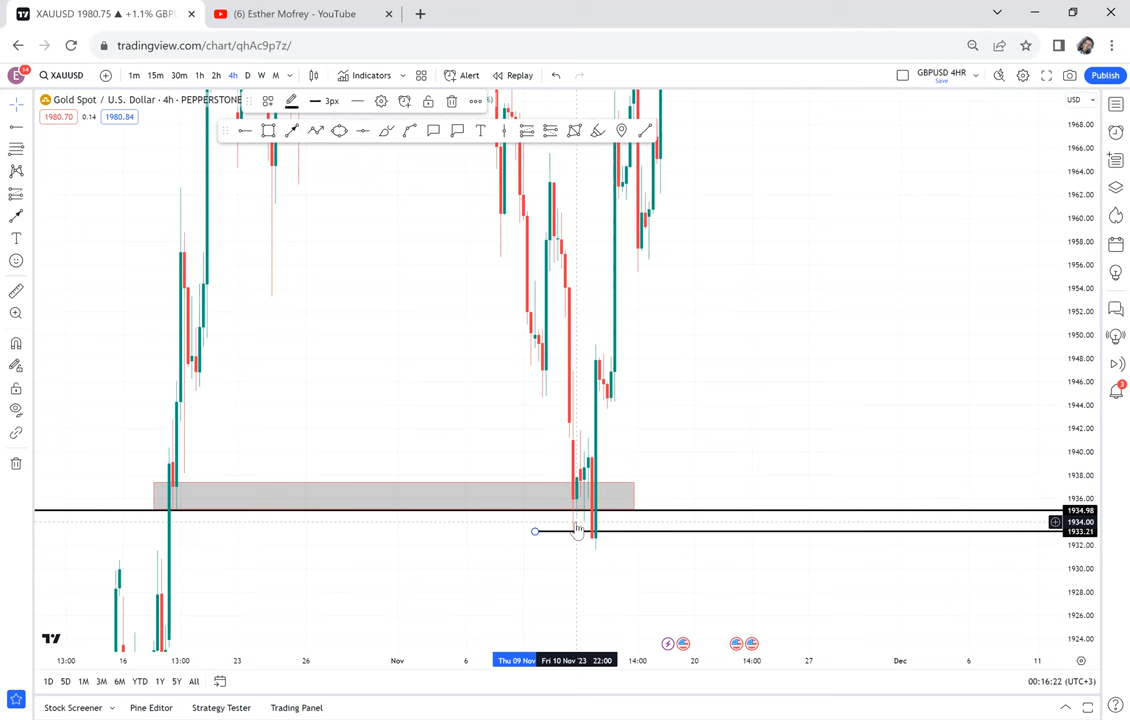 XAUUSD 1980.75 ▲ +1.1% GBPU
(6) Esther Mofrey - YouTube
tradingview.com/chart/qhAc9p7z/
E
14
XAUUSD
1m 15m 30m 1h 2h 4h D W M
Indicators
Alert
Replay
GBPUSD 4HR
Save
Publish
Gold Spot / U.S. Dollar · 4h · PEPPERSTONE
3px
USD
1980.70 0.14 1980.84
1968.00
1966.00
1964.00
1962.00
1960.00
1958.00
1956.00
1954.00
1952.00
1950.00
1948.00
1946.00
1944.00
1942.00
1940.00
1938.00
1936.00
1934.98
1934.00
1933.21
1932.00
1930.00
1928.00
1926.00
1924.00
3
13:00 16 13:00 23 26 Nov 6 Thu 09 Nov Fri 10 Nov '23 22:00 14:00 20 14:00 27 Dec 6 11
1D 5D 1M 3M 6M YTD 1Y 5Y All
00:16:22 (UTC+3)
Stock Screener Pine Editor Strategy Tester Trading Panel